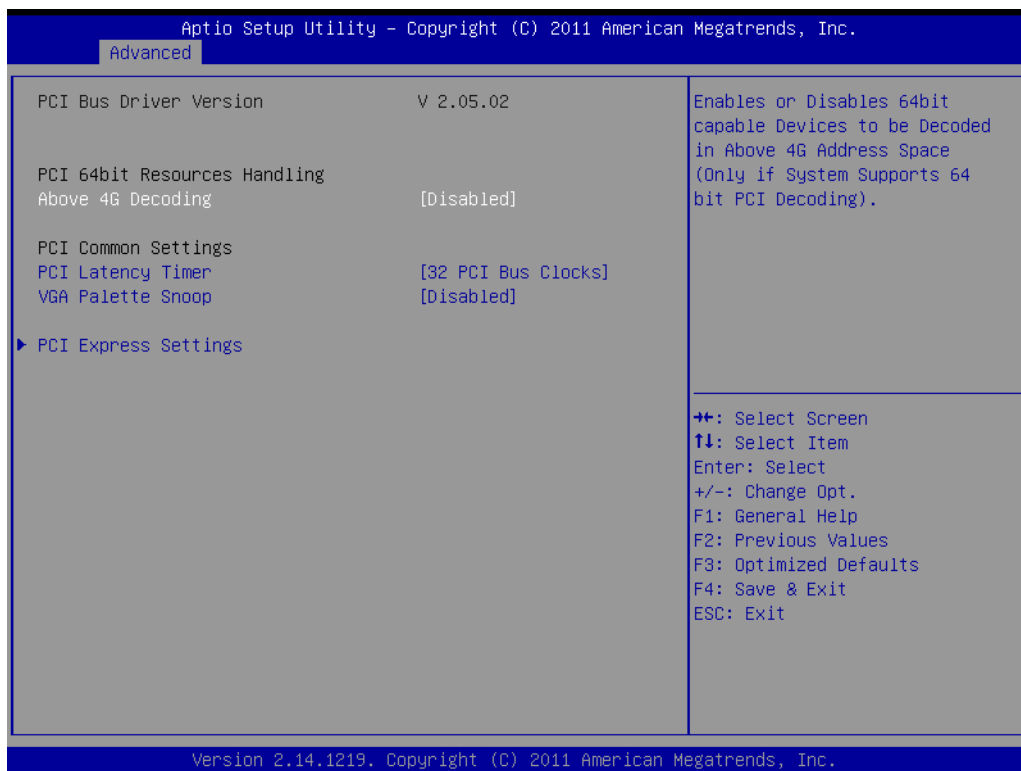 Aptio Setup Utility – Copyright (C) 2011 American Megatrends, Inc.
Advanced
PCI Bus Driver Version V 2.05.02
PCI 64bit Resources Handling
Above 4G Decoding [Disabled]
PCI Common Settings
PCI Latency Timer [32 PCI Bus Clocks]
VGA Palette Snoop [Disabled]
▶ PCI Express Settings
Enables or Disables 64bit
capable Devices to be Decoded
in Above 4G Address Space
(Only if System Supports 64
bit PCI Decoding).
→←: Select Screen
↑↓: Select Item
Enter: Select
+/-: Change Opt.
F1: General Help
F2: Previous Values
F3: Optimized Defaults
F4: Save & Exit
ESC: Exit
Version 2.14.1219. Copyright (C) 2011 American Megatrends, Inc.